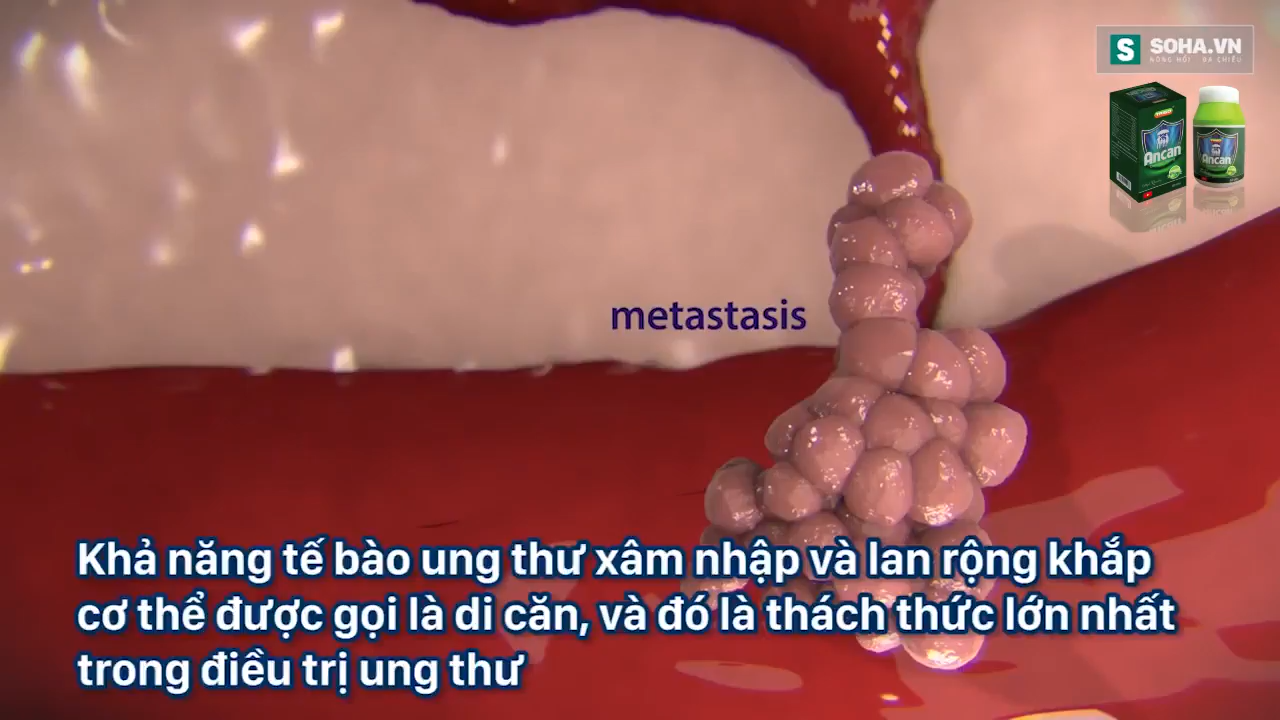 SOHA.VN
Ancan
Ancan
metastasis
Khả năng tế bào ung thư xâm nhập và lan rộng khắp
cơ thể được gọi là di căn, và đó là thách thức lớn nhất
trong điều trị ung thư